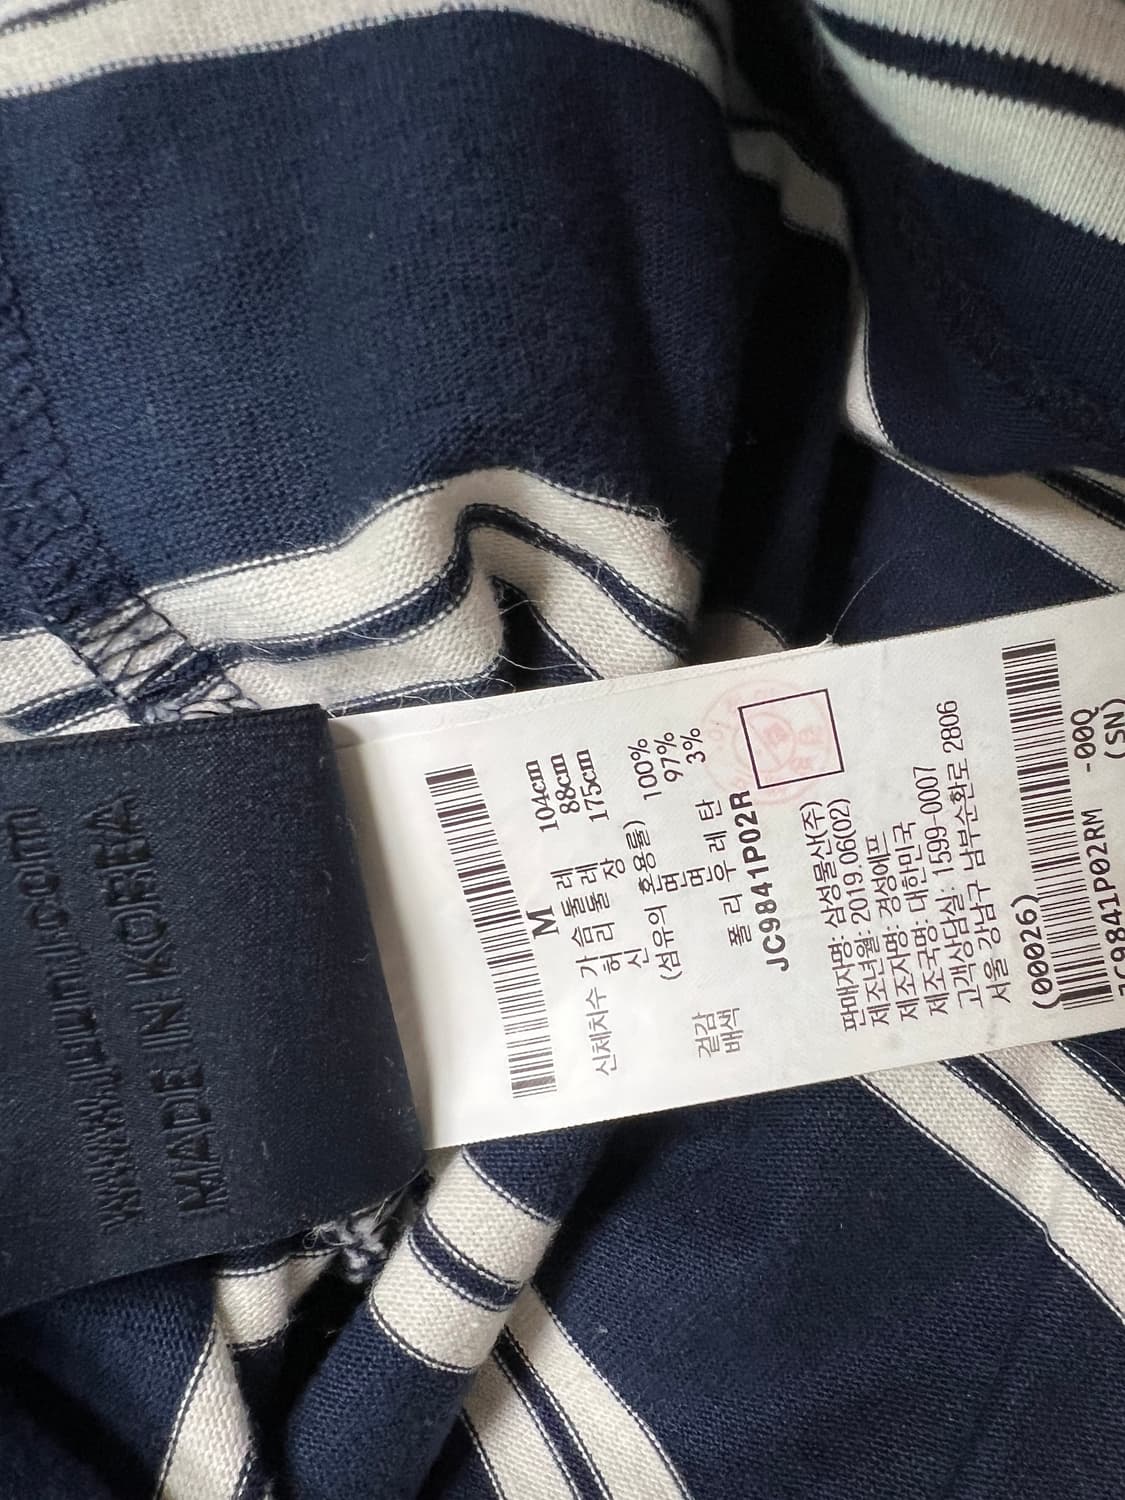 MADE IN KOREA
M
신체치수 가슴둘레 104cm
허리둘레 88cm
신장 175cm
(섬유의 혼용률)
겉감 면 100%
배색 면 97%
폴리우레탄 3%
JC9841P02R
판매자명: 삼성물산(주)
제조년월: 2019.06(02)
제조자명: 경성에프
제조국명: 대한민국
고객상담실: 1599-0007
서울 강남구 남부순환로 2806
(00026)
JC9841P02RM -00Q
(SN)